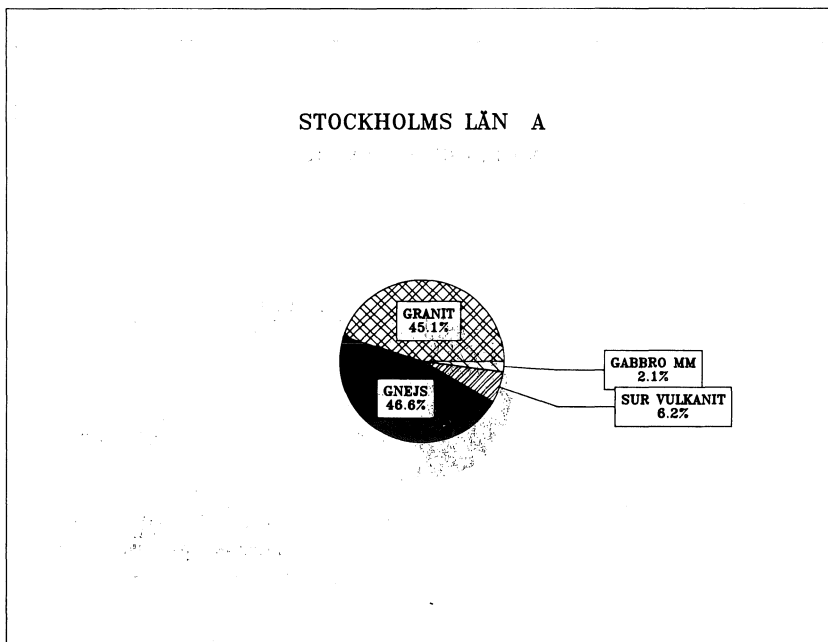 STOCKHOLMS LÄN A
GRANIT
45.1%
GABBRO MM
2.1%
GNEJS
46.6%
SUR VULKANIT
6.2%